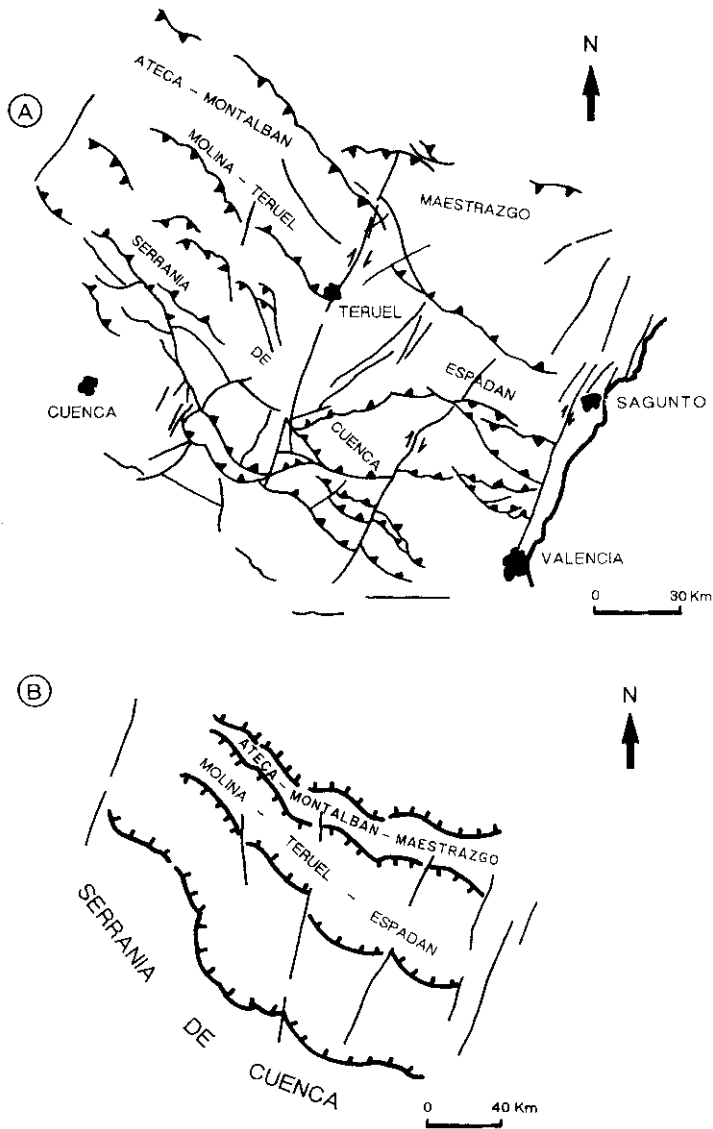 A
N
ATECA - MONTALBAN
MOLINA - TERUEL
MAESTRAZGO
SERRANIA
TERUEL
DE
ESPADAN
CUENCA
SAGUNTO
CUENCA
VALENCIA
0 30 Km
B
N
ATECA - MONTALBAN - MAESTRAZGO
MOLINA - TERUEL - ESPADAN
SERRANIA
DE
CUENCA
0 40 Km